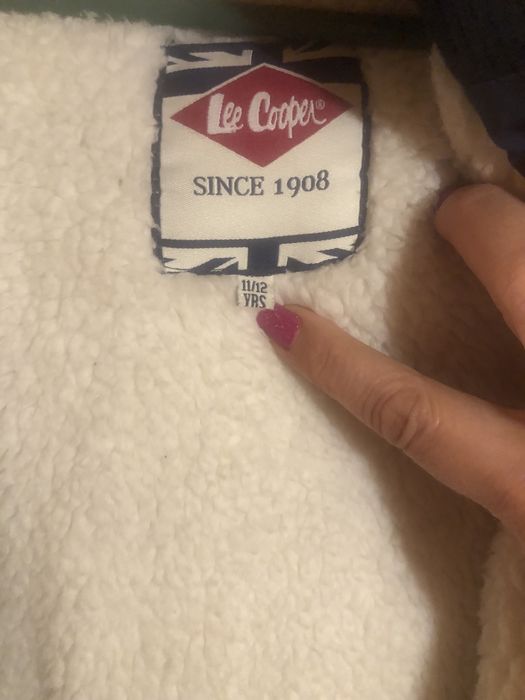 Lee Cooper®
SINCE 1908
11/12
YRS